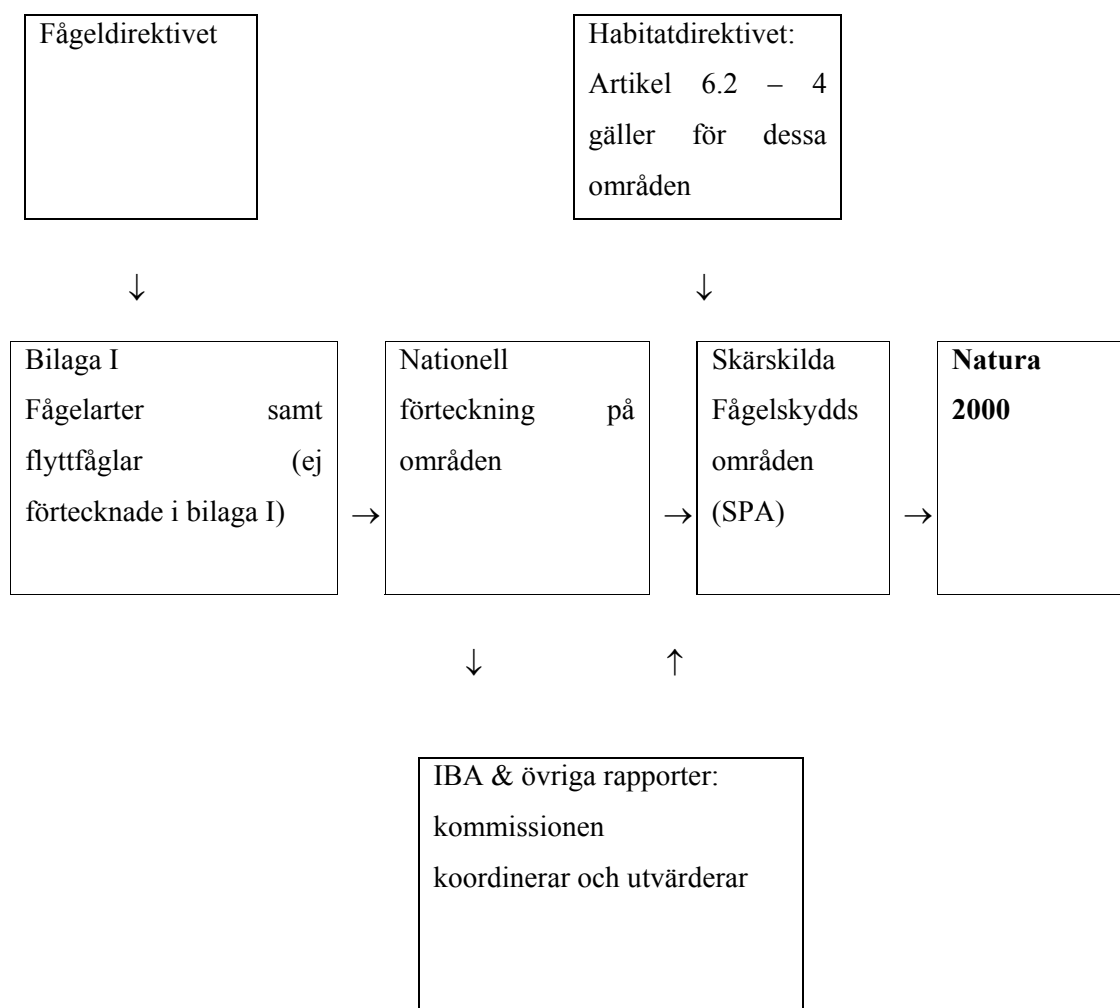 Fågeldirektivet
Habitatdirektivet:
Artikel 6.2 – 4
gäller för dessa
områden
↓
↓
Bilaga I
Fågelarter samt
flyttfåglar (ej
förtecknade i bilaga I)
→
Nationell
förteckning på
områden
→
Skärskilda
Fågelskydds
områden
(SPA)
→
Natura
2000
↓
↑
IBA & övriga rapporter:
kommissionen
koordinerar och utvärderar